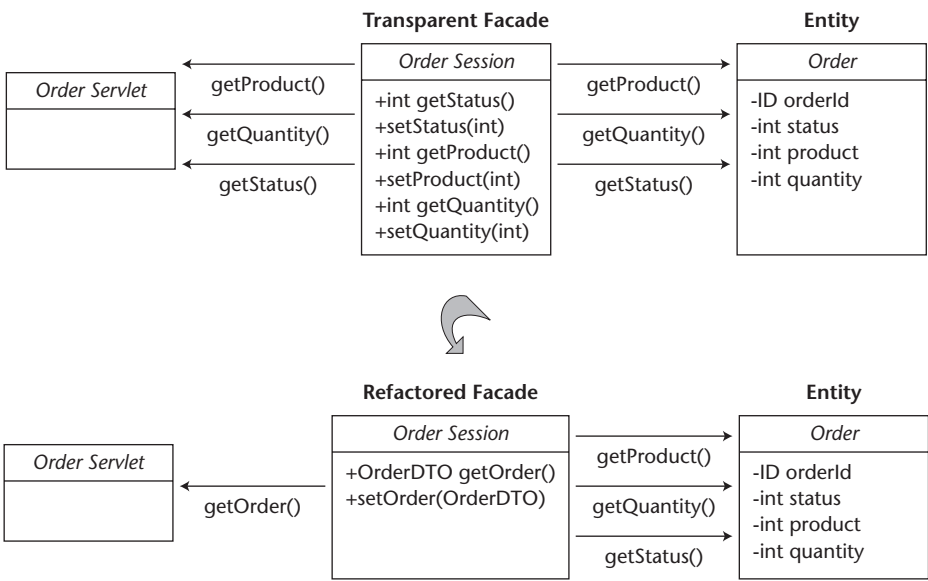 Transparent Facade
Entity
Order Servlet
getProduct()
getQuantity()
getStatus()
Order Session
+int getStatus()
+setStatus(int)
+int getProduct()
+setProduct(int)
+int getQuantity()
+setQuantity(int)
getProduct()
getQuantity()
getStatus()
Order
-ID orderId
-int status
-int product
-int quantity
Refactored Facade
Entity
Order Servlet
getOrder()
Order Session
+OrderDTO getOrder()
+setOrder(OrderDTO)
getProduct()
getQuantity()
getStatus()
Order
-ID orderId
-int status
-int product
-int quantity